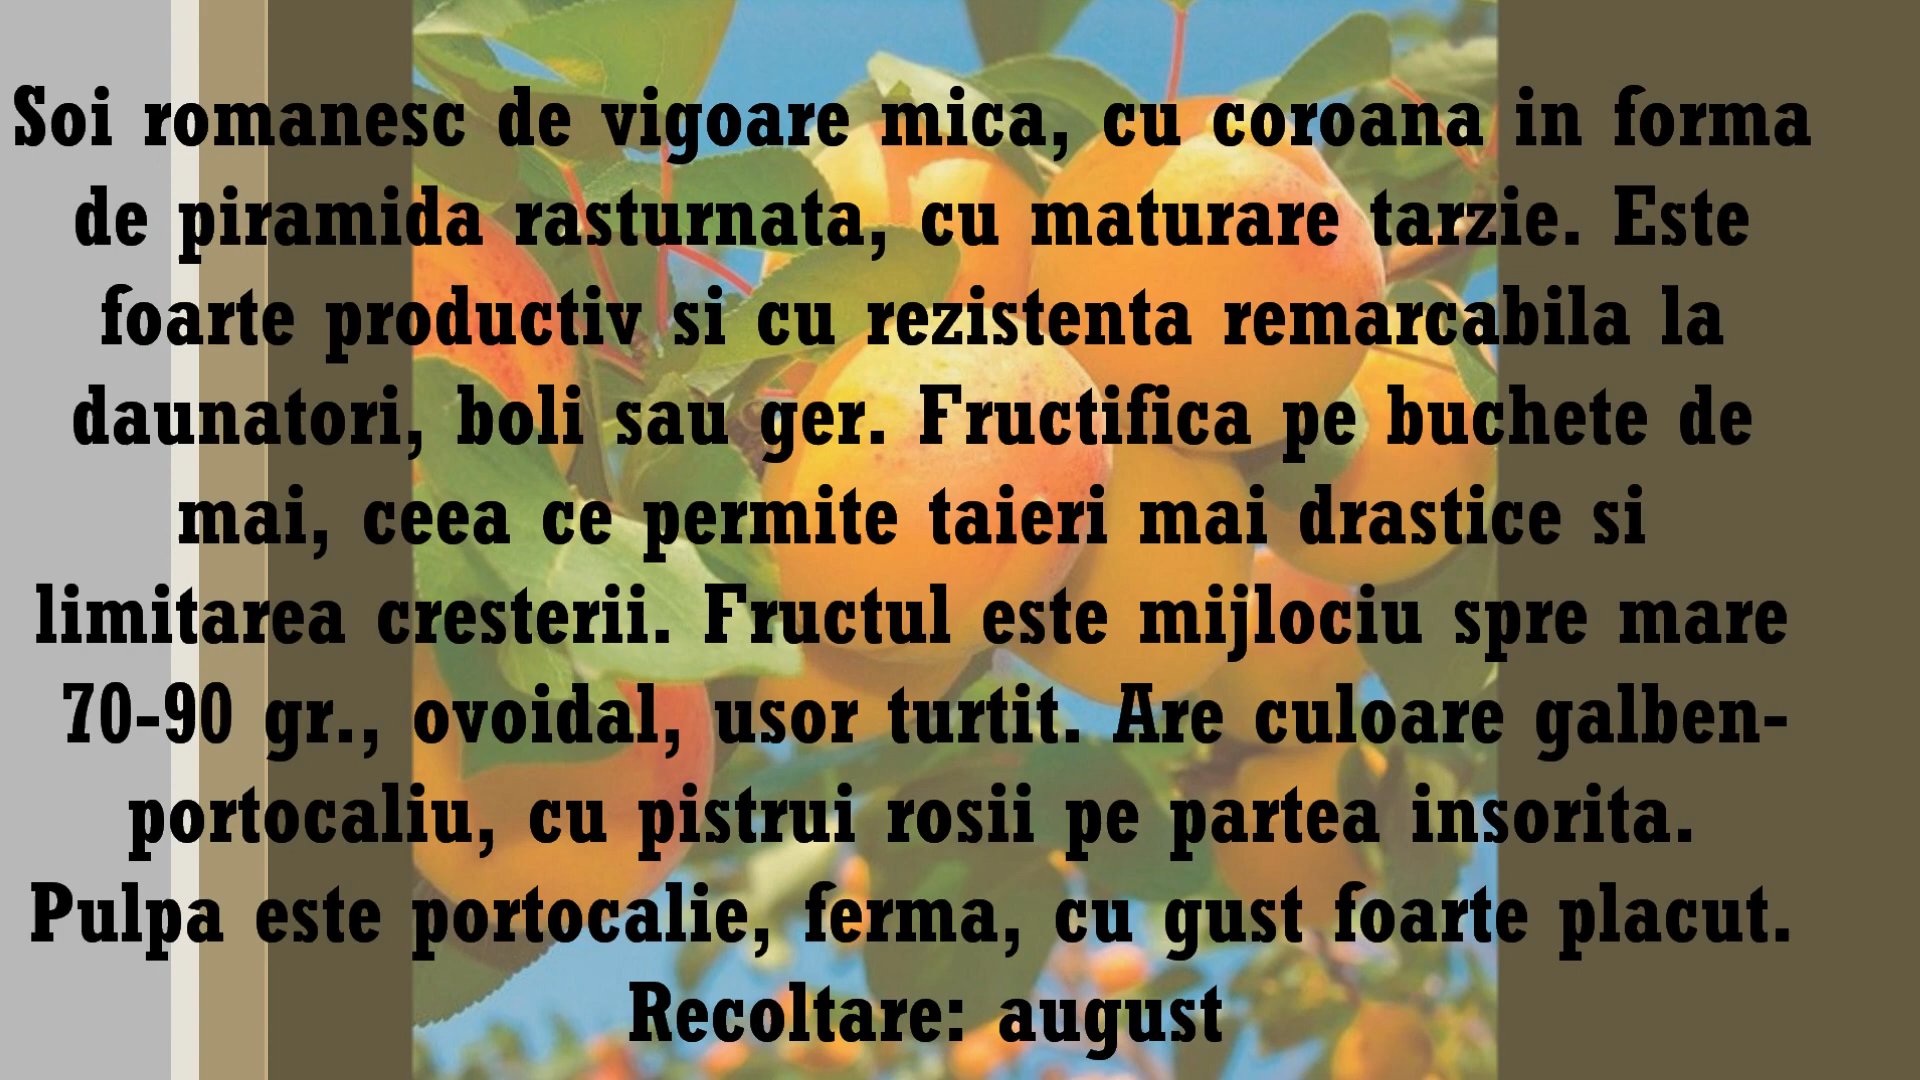 Soi romanesc de vigoare mica, cu coroana in forma
de piramida rasturnata, cu maturare tarzie. Este
foarte productiv si cu rezistenta remarcabila la
daunatori, boli sau ger. Fructifica pe buchete de
mai, ceea ce permite taieri mai drastice si
limitarea cresterii. Fructul este mijlociu spre mare
70-90 gr., ovoidal, usor turtit. Are culoare galben-
portocaliu, cu pistrui rosii pe partea insorita.
Pulpa este portocalie, ferma, cu gust foarte placut.
Recoltare: august